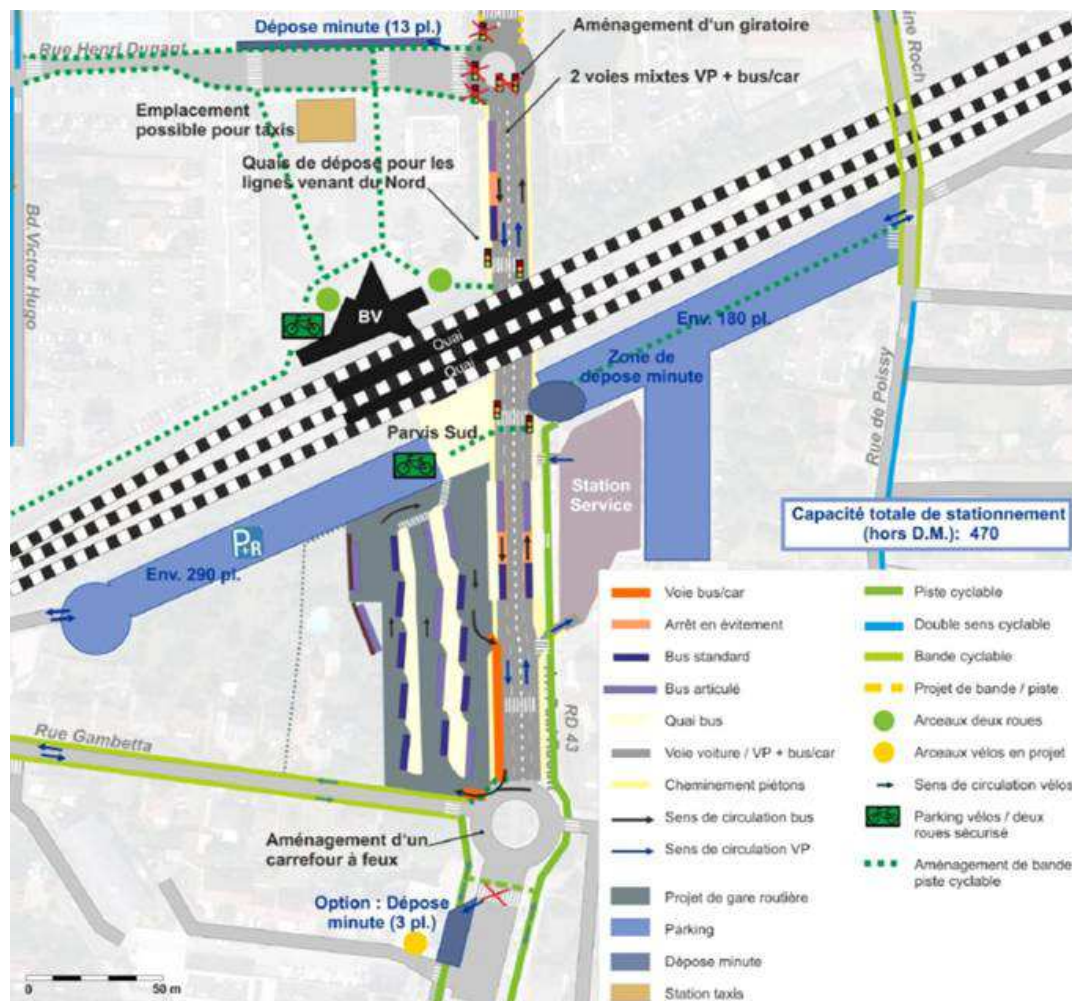 Dépose minute (13 pl.)
Aménagement d'un giratoire
Rue Henri Dunant
2 voies mixtes VP + bus/car
Emplacement
possible pour taxis
Quais de dépose pour les
lignes venant du Nord
Bd. Victor Hugo
BV
Quai
Quai
Env. 180 pl.
Zone de
dépose minute
Rue de Poissy
Parvis Sud
Station
Service
Capacité totale de stationnement
(hors D.M.): 470
P+R
Env. 290 pl.
Rue Gambetta
RD 43
Aménagement d'un
carrefour à feux
Option : Dépose
minute (3 pl.)
0 50 m
Voie bus/car
Arrêt en évitement
Bus standard
Bus articulé
Quai bus
Voie voiture / VP + bus/car
Cheminement piétons
Sens de circulation bus
Sens de circulation VP
Projet de gare routière
Parking
Dépose minute
Station taxis
Piste cyclable
Double sens cyclable
Bande cyclable
Projet de bande / piste
Arceaux deux roues
Arceaux vélos en projet
Sens de circulation vélos
Parking vélos / deux
roues sécurisé
Aménagement de bande
piste cyclable